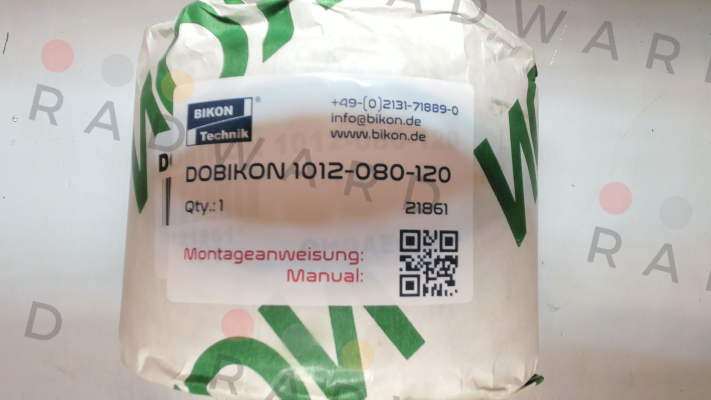 RADWARD
BIKON ®
Technik
+49-(0)2131-71889-0
info@bikon.de
www.bikon.de
DOBIKON 1012-080-120
Qty.: 1 21861
Montageanweisung:
Manual: